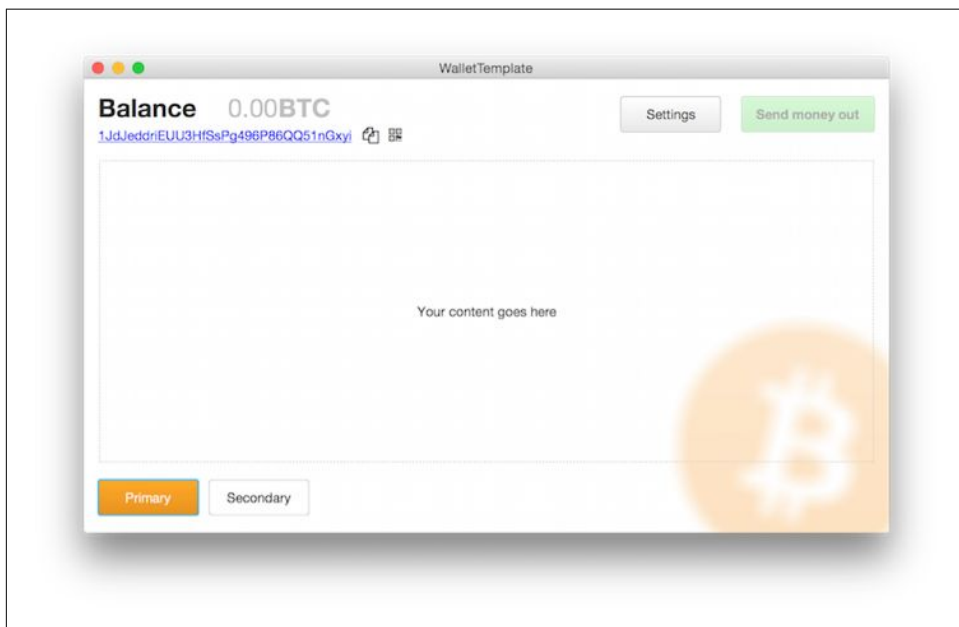 WalletTemplate
Balance 0.00BTC
Settings
Send money out
1JdJeddriEUU3HfSsPg496P86QQ51nGxyi
Your content goes here
Primary
Secondary